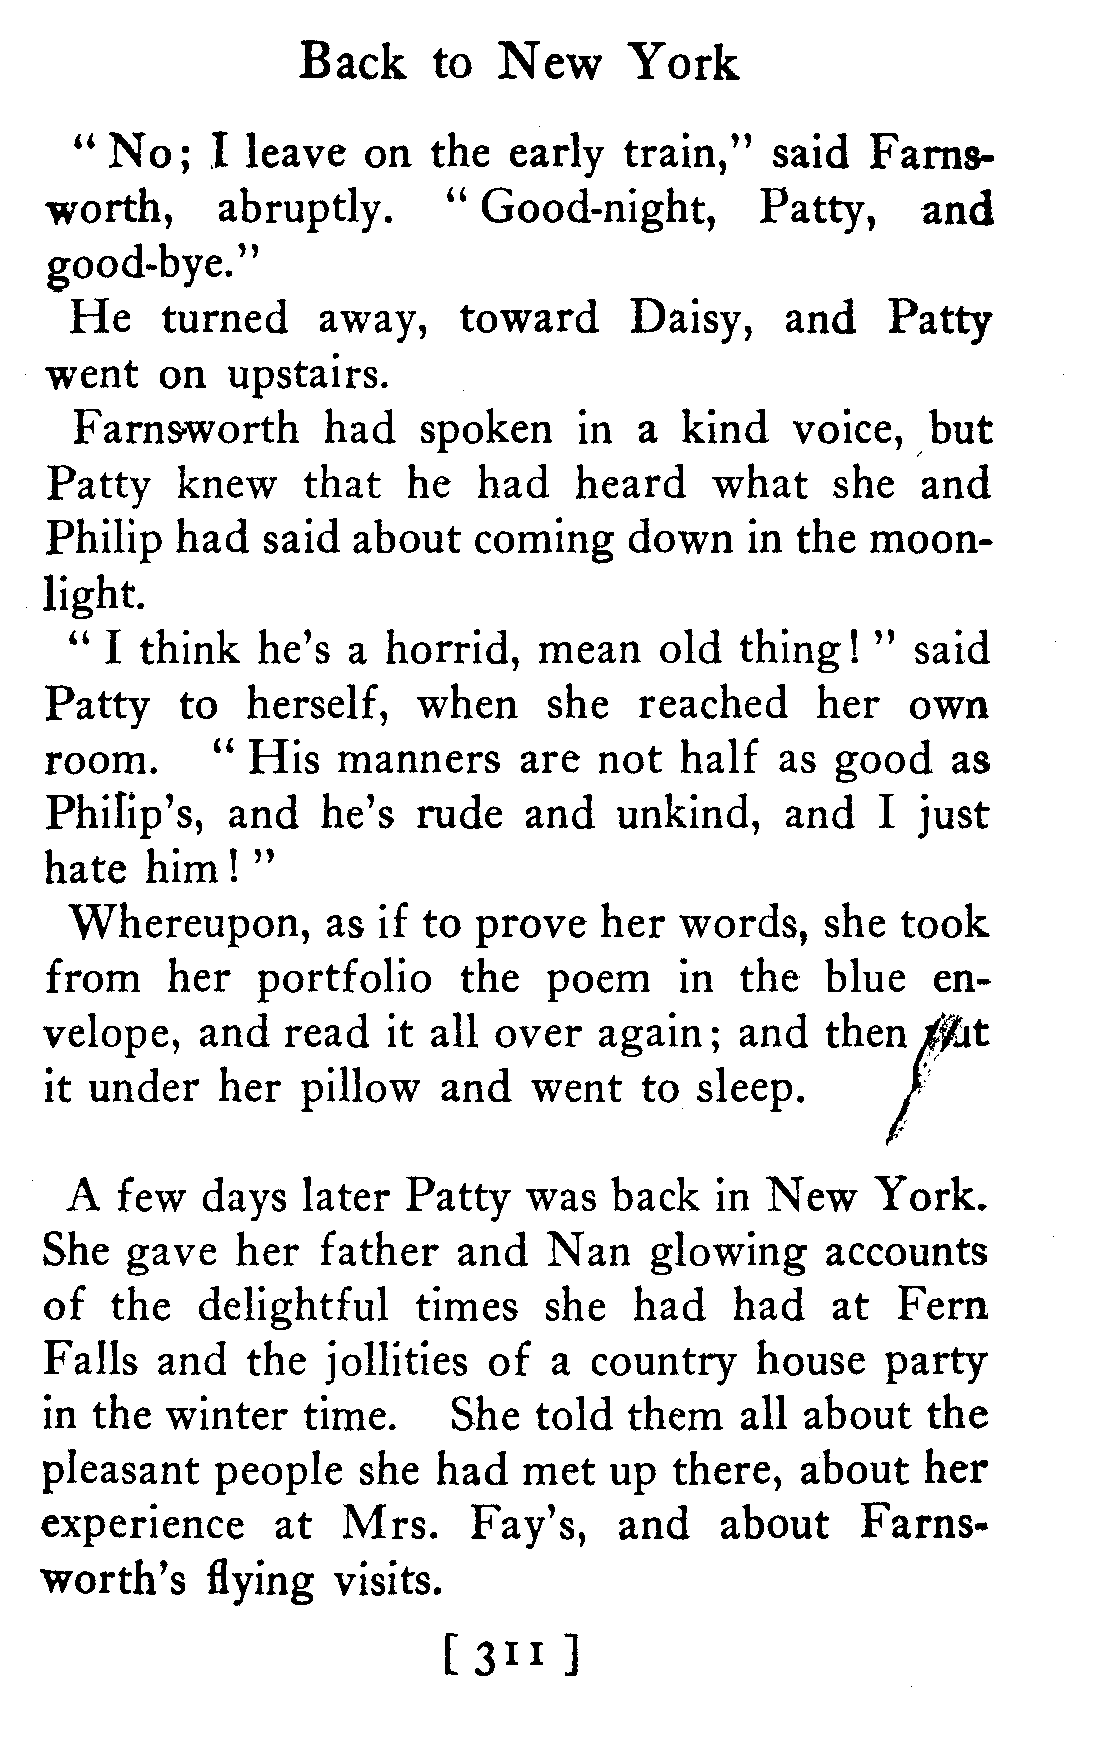 Back to New York
“ No; I leave on the early train,” said Farns-
worth, abruptly. “ Good-night, Patty, and
good-bye.”
He turned away, toward Daisy, and Patty
went on upstairs.
Farnsworth had spoken in a kind voice, but
Patty knew that he had heard what she and
Philip had said about coming down in the moon-
light.
“ I think he’s a horrid, mean old thing! ” said
Patty to herself, when she reached her own
room. “ His manners are not half as good as
Philip’s, and he’s rude and unkind, and I just
hate him! ”
Whereupon, as if to prove her words, she took
from her portfolio the poem in the blue en-
velope, and read it all over again; and then put
it under her pillow and went to sleep.
A few days later Patty was back in New York.
She gave her father and Nan glowing accounts
of the delightful times she had had at Fern
Falls and the jollities of a country house party
in the winter time. She told them all about the
pleasant people she had met up there, about her
experience at Mrs. Fay’s, and about Farns-
worth’s flying visits.
[ 311 ]